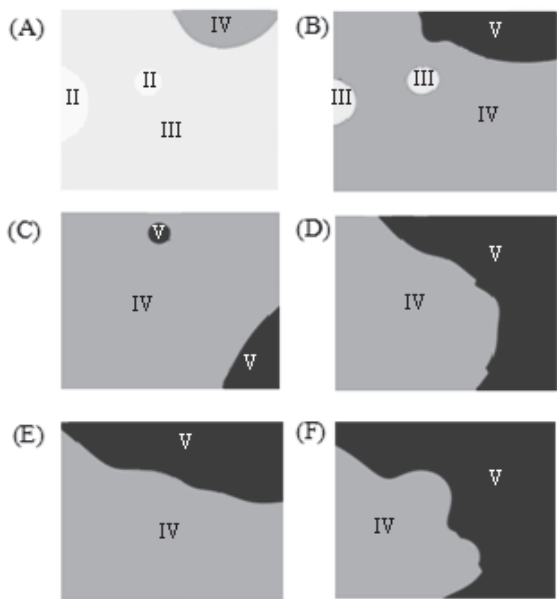 (A) IV (B) V
II II III III
III IV
(C) V (D) V
IV IV
V
(E) V (F) V
IV IV